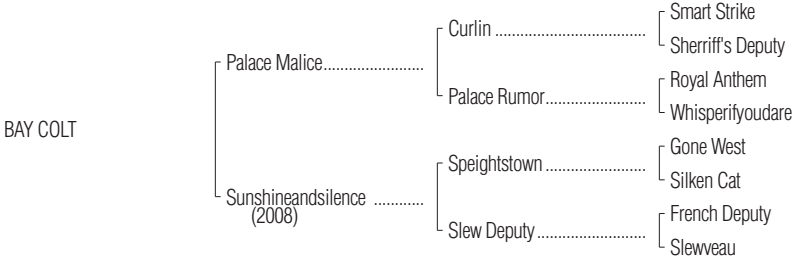 Smart Strike
Curlin ....................................
Sherriff's Deputy
Palace Malice........................
Royal Anthem
Palace Rumor........................
Whisperifyoudare
BAY COLT
Gone West
Speightstown ........................
Silken Cat
Sunshineandsilence ............
(2008)
French Deputy
Slew Deputy..........................
Slewveau